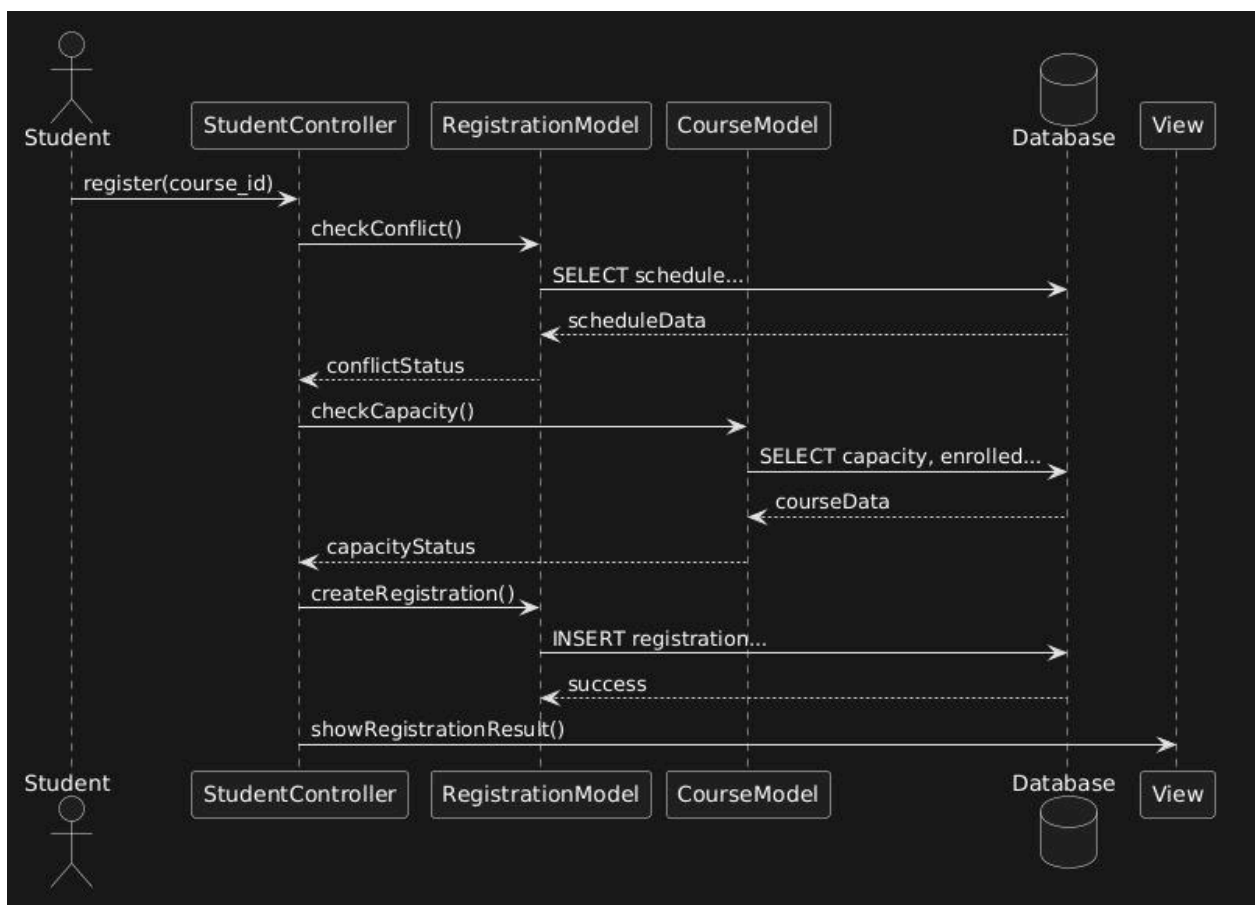 Student
StudentController
RegistrationModel
CourseModel
Database
View
register(course_id)
checkConflict()
SELECT schedule...
scheduleData
conflictStatus
checkCapacity()
SELECT capacity, enrolled...
courseData
capacityStatus
createRegistration()
INSERT registration...
success
showRegistrationResult()
Student
StudentController
RegistrationModel
CourseModel
Database
View